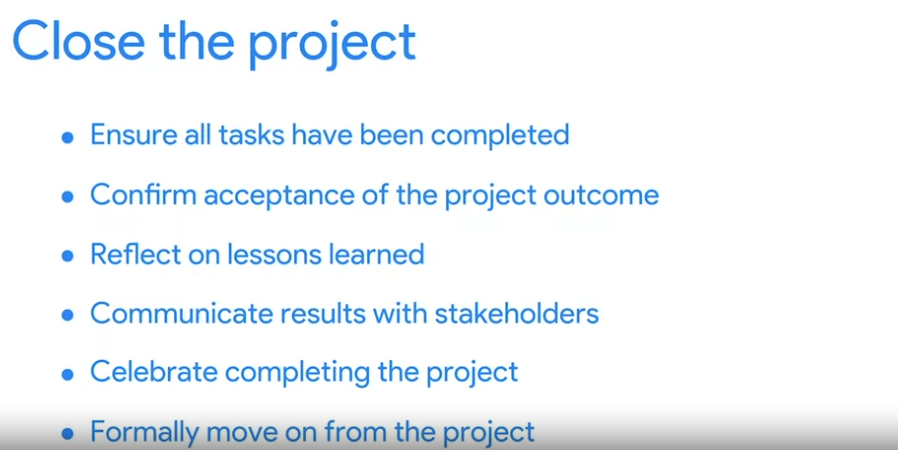 Close the project
• Ensure all tasks have been completed
• Confirm acceptance of the project outcome
• Reflect on lessons learned
• Communicate results with stakeholders
• Celebrate completing the project
• Formally move on from the project